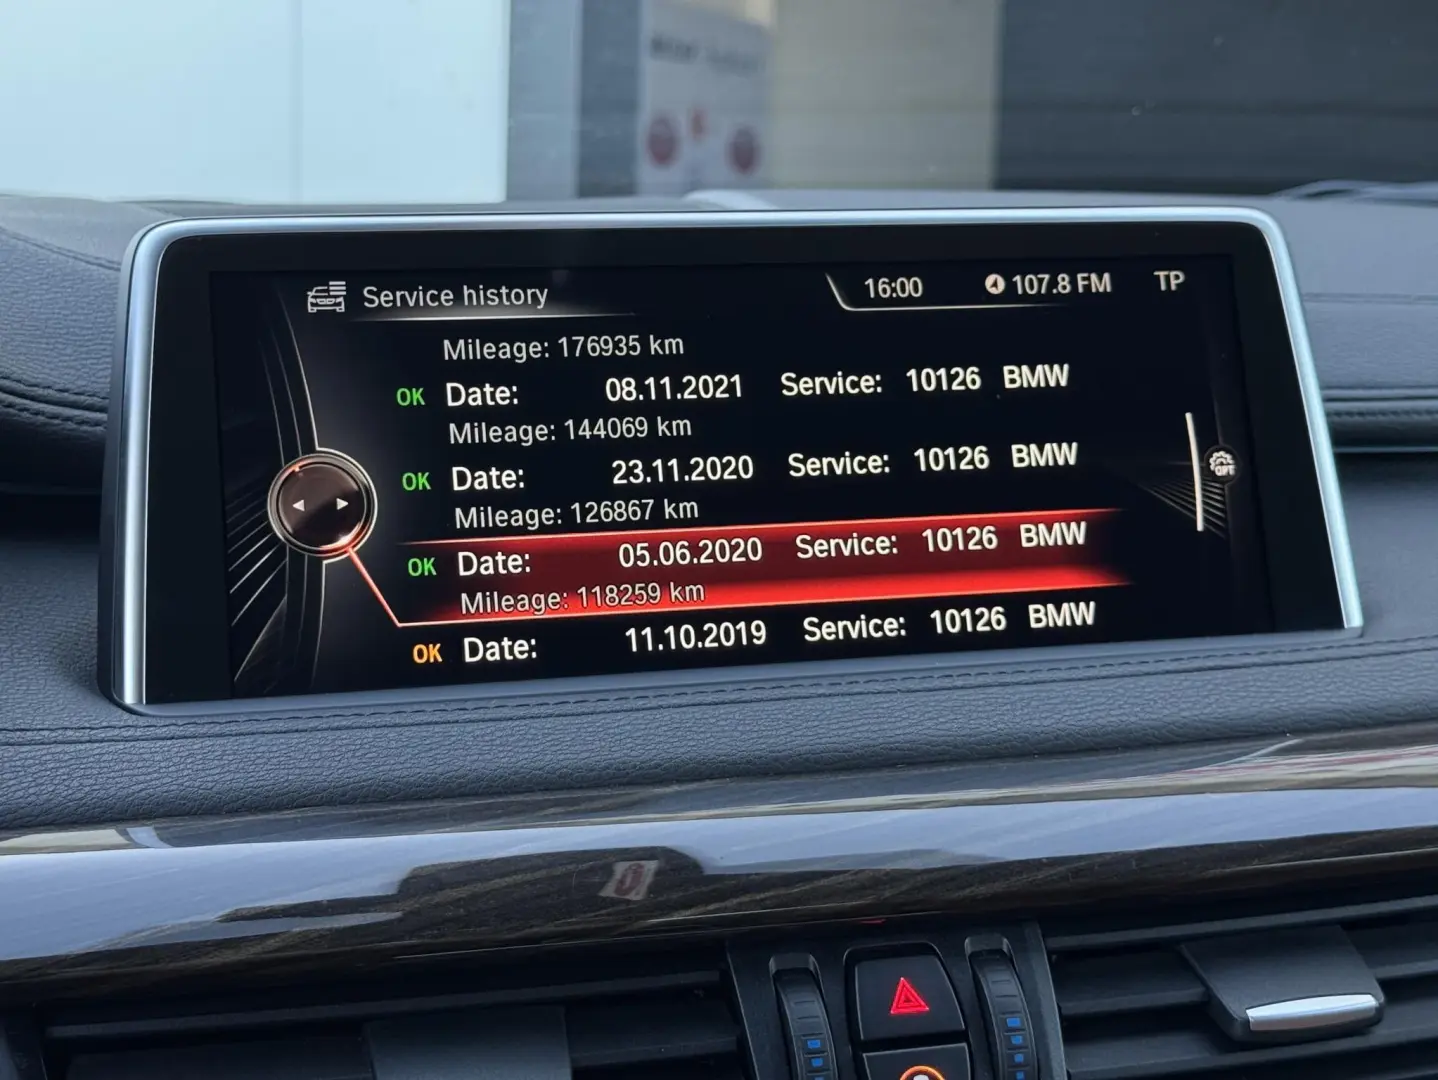 Service history
16:00
107.8 FM
TP
Mileage: 176935 km
OK Date: 08.11.2021 Service: 10126 BMW
Mileage: 144069 km
OK Date: 23.11.2020 Service: 10126 BMW
Mileage: 126867 km
OK Date: 05.06.2020 Service: 10126 BMW
Mileage: 118259 km
OK Date: 11.10.2019 Service: 10126 BMW
OPT